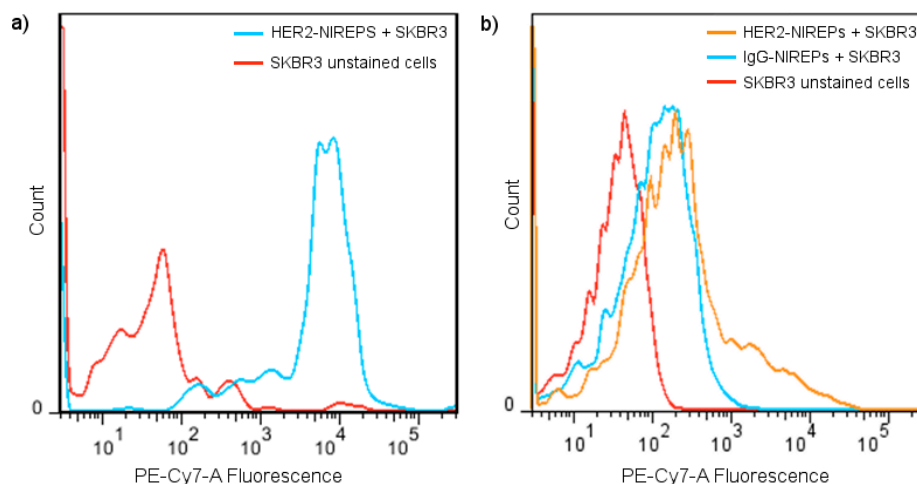 a)
HER2-NIREPS + SKBR3
SKBR3 unstained cells
Count
0
10^1 10^2 10^3 10^4 10^5
PE-Cy7-A Fluorescence
b)
HER2-NIREPs + SKBR3
IgG-NIREPs + SKBR3
SKBR3 unstained cells
Count
0
10^1 10^2 10^3 10^4 10^5
PE-Cy7-A Fluorescence